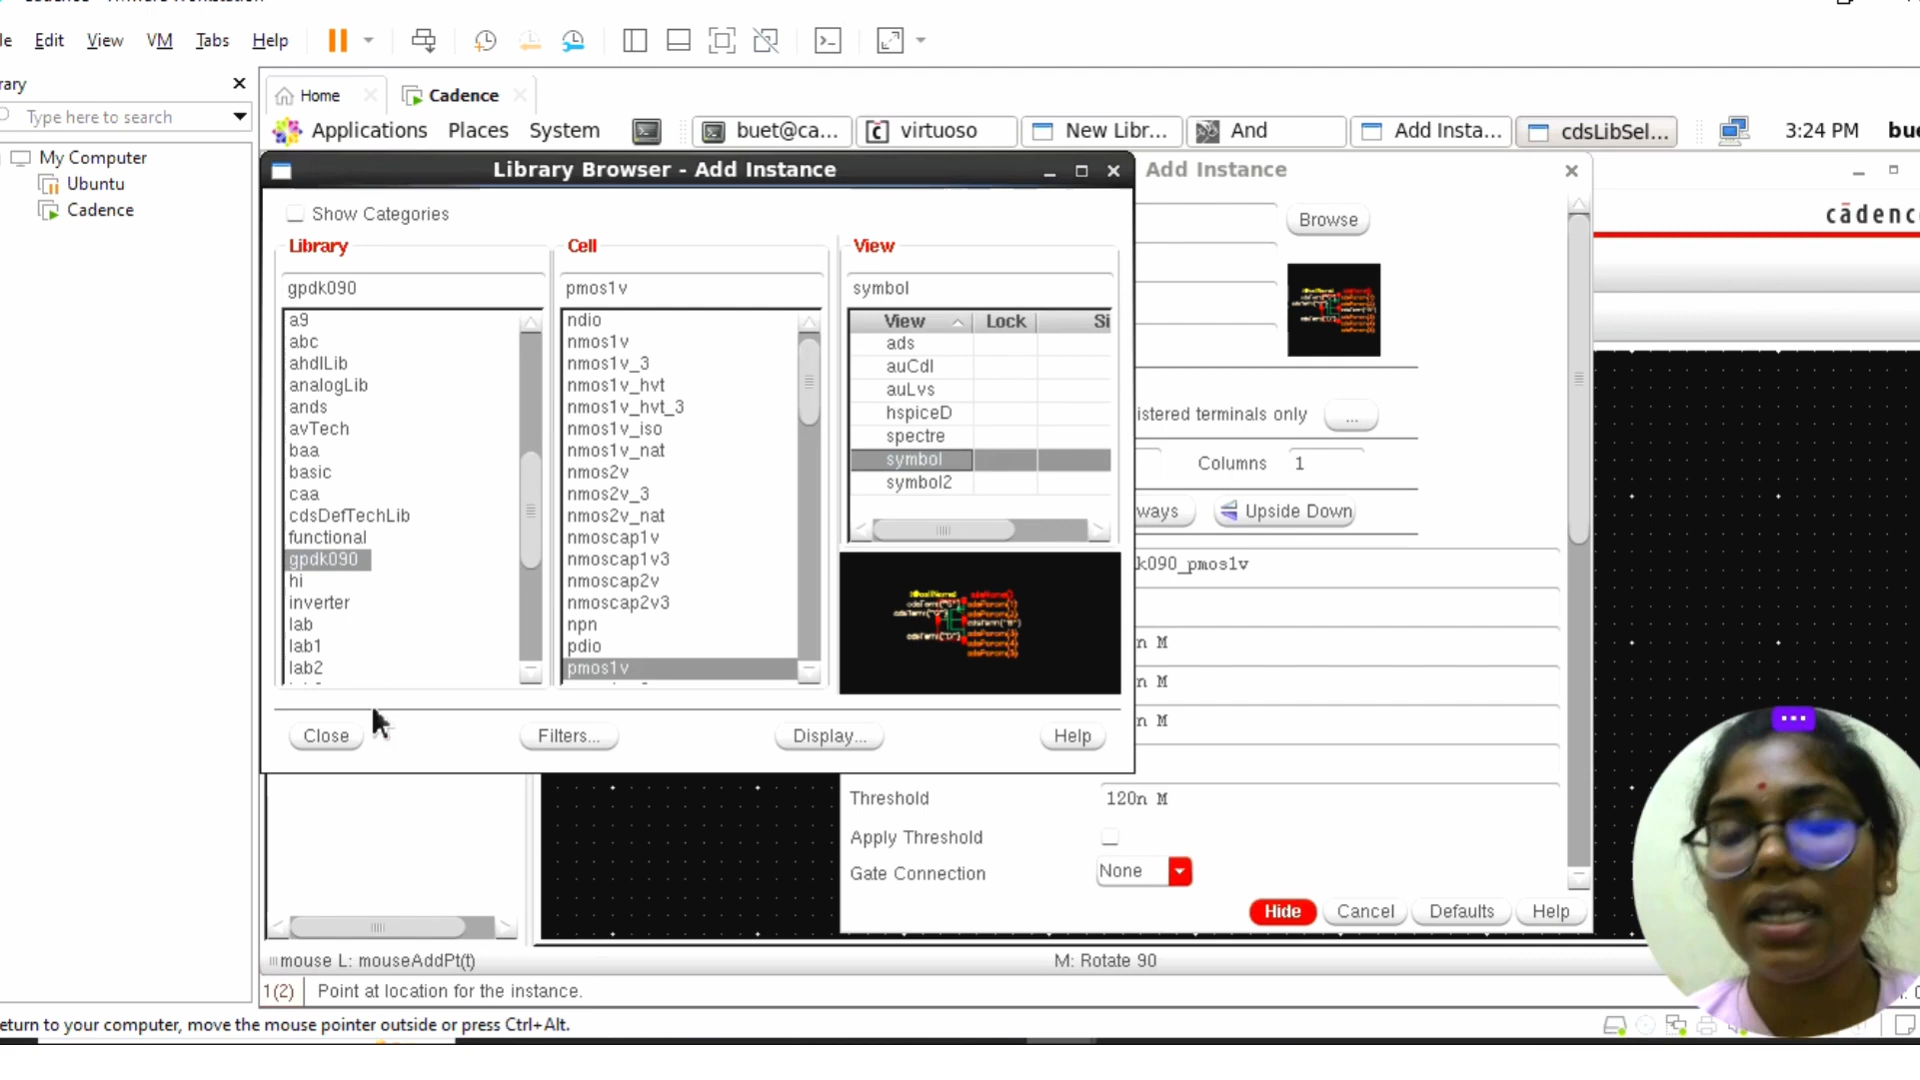 Edit View VM Tabs Help
Home Cadence
Type here to search
My Computer
Ubuntu
Cadence
Applications Places System buet@ca... virtuoso New Libr... And Add Insta... cdsLibSel... 3:24 PM
Library Browser - Add Instance
Show Categories
Library Cell View
gpdk090 pmos1v symbol
a9
abc
ahdlLib
analogLib
ands
avTech
baa
basic
caa
cdsDefTechLib
functional
gpdk090
hi
inverter
lab
lab1
lab2
ndio
nmos1v
nmos1v_3
nmos1v_hvt
nmos1v_hvt_3
nmos1v_iso
nmos1v_nat
nmos2v
nmos2v_3
nmos2v_nat
nmoscap1v
nmoscap1v3
nmoscap2v
nmoscap2v3
npn
pdio
pmos1v
View Lock Si
ads
auCdl
auLvs
hspiceD
spectre
symbol
symbol2
Close Filters... Display... Help
Add Instance
Browse
cādenc
istered terminals only ...
Columns 1
ways Upside Down
k090_pmos1v
n M
n M
n M
Threshold 120n M
Apply Threshold
Gate Connection None
Hide Cancel Defaults Help
mouse L: mouseAddPt(t) M: Rotate 90
1(2) Point at location for the instance.
eturn to your computer, move the mouse pointer outside or press Ctrl+Alt.